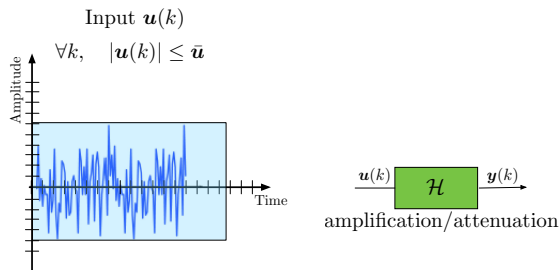 Input u(k)
∀k, |u(k)| ≤ ū
Amplitude
Time
u(k)
ℋ
y(k)
amplification/attenuation